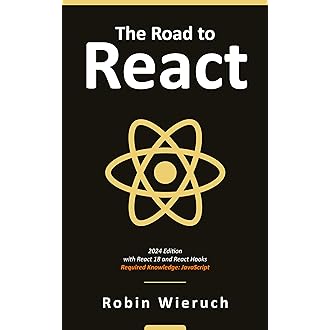 The Road to
React
2024 Edition
with React 18 and React Hooks
Required Knowledge: JavaScript
Robin Wieruch